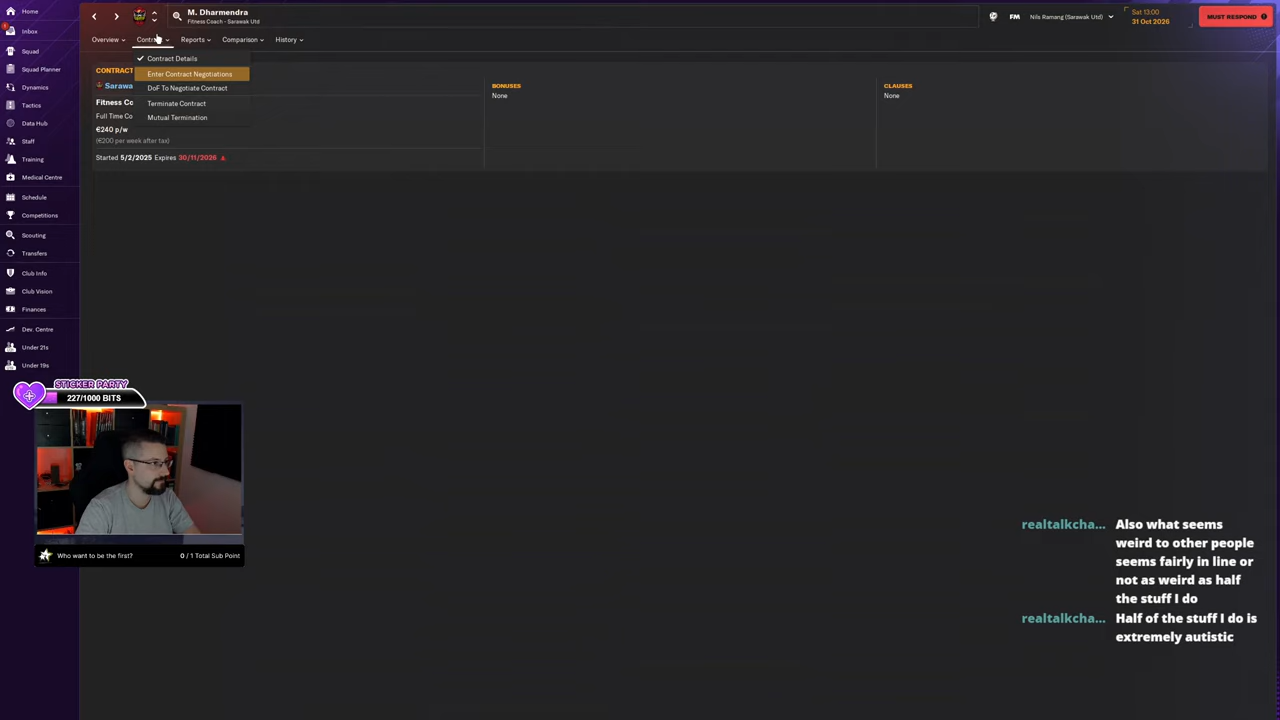 Home
M. Dharmendra
Fitness Coach - Sarawak Utd
FM
Nils Ramang (Sarawak Utd)
Sat 13:00
31 Oct 2026
MUST RESPOND
1
Inbox
Overview
Contract
Reports
Comparison
History
Squad
Squad Planner
Dynamics
Tactics
Data Hub
Staff
Training
Medical Centre
Schedule
Competitions
Scouting
Transfers
Club Info
Club Vision
Finances
Dev. Centre
Under 21s
Under 19s
Contract Details
Enter Contract Negotiations
DoF To Negotiate Contract
Terminate Contract
Mutual Termination
CONTRACT
Sarawa
Fitness Co
Full Time Co
€240 p/w
(€200 per week after tax)
Started 5/2/2025 Expires 30/11/2026
BONUSES
None
CLAUSES
None
STICKER PARTY
227/1000 BITS
Who want to be the first?
0 / 1 Total Sub Point
realtalkcha...
Also what seems
weird to other people
seems fairly in line or
not as weird as half
the stuff I do
realtalkcha...
Half of the stuff I do is
extremely autistic